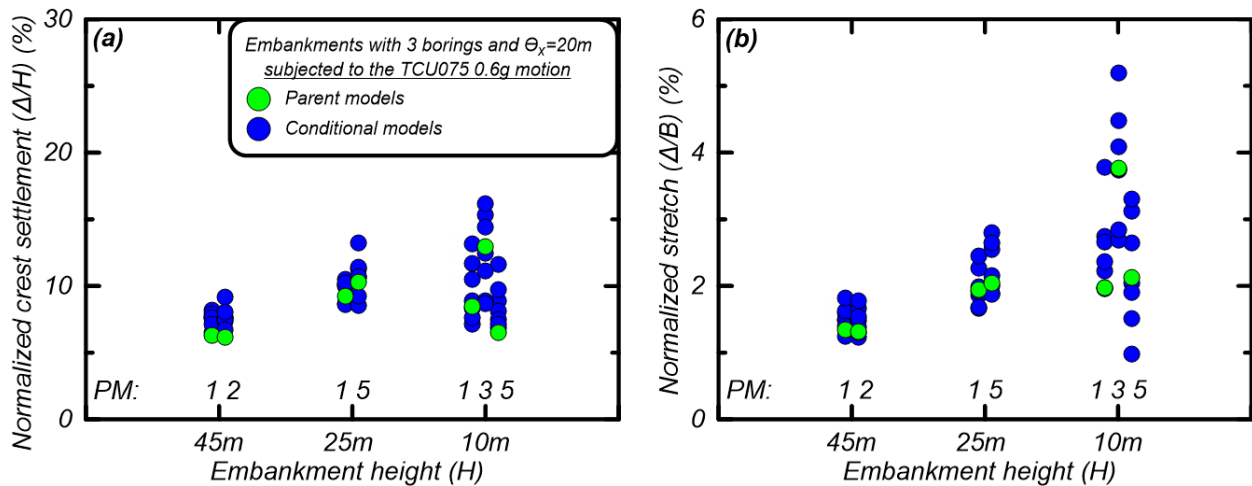 (a)
Normalized crest settlement (Δ/H) (%)
30
20
10
0
Embankments with 3 borings and Θx=20m
subjected to the TCU075 0.6g motion
Parent models
Conditional models
PM: 1 2 1 5 1 3 5
45m 25m 10m
Embankment height (H)
(b)
Normalized stretch (Δ/B) (%)
6
4
2
0
PM: 1 2 1 5 1 3 5
45m 25m 10m
Embankment height (H)